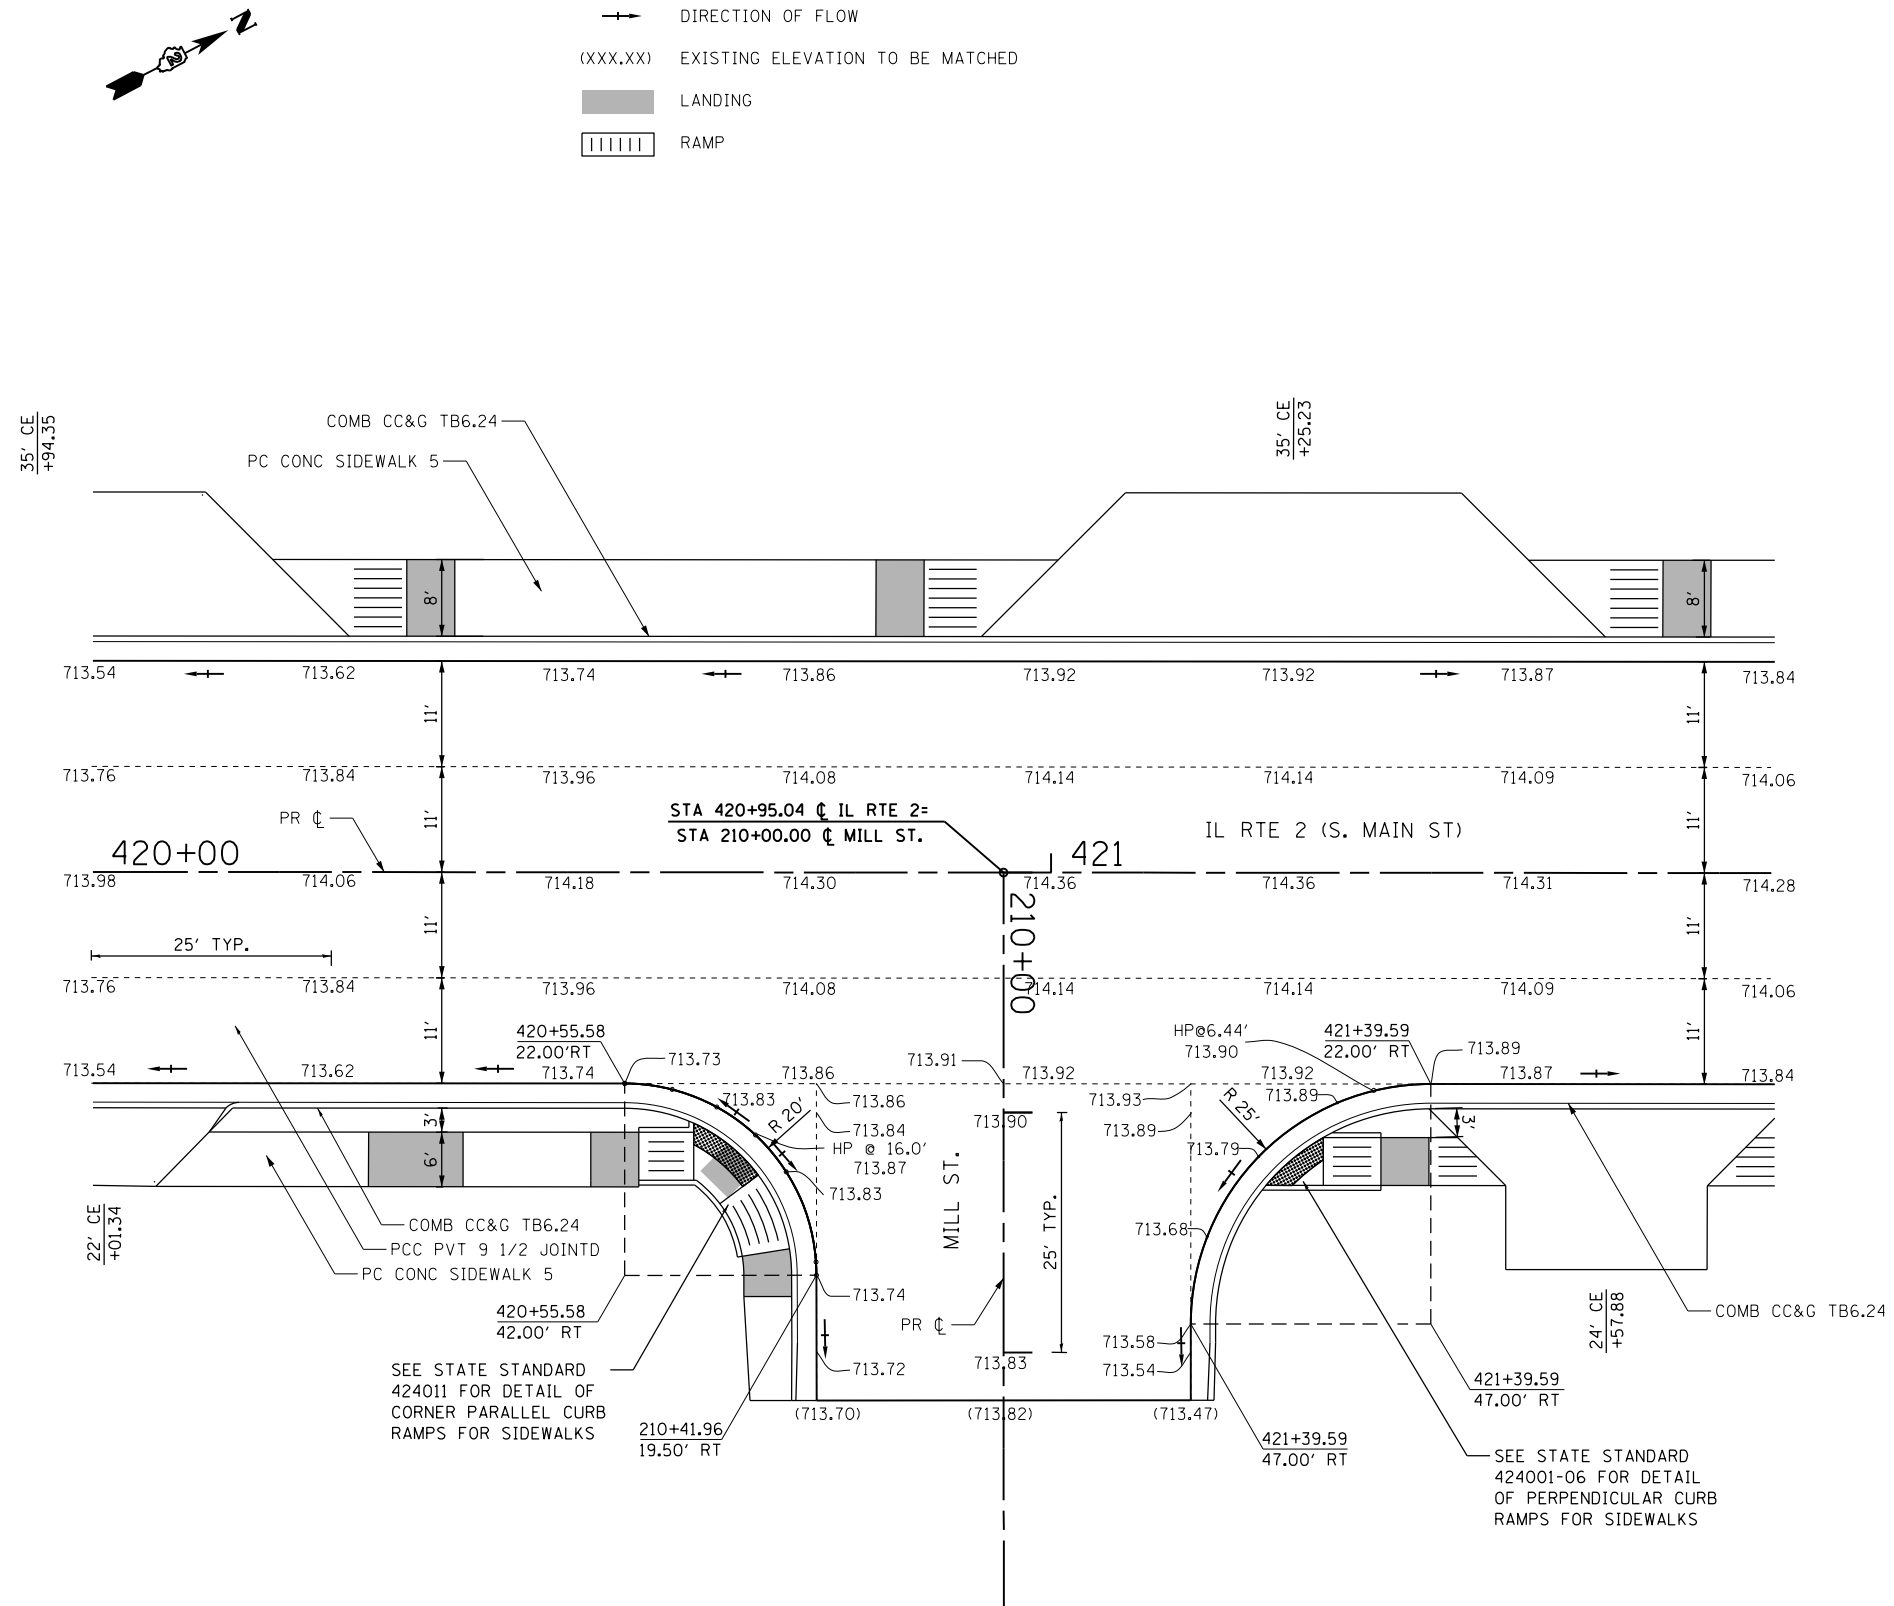 N
2
DIRECTION OF FLOW
(XXX.XX) EXISTING ELEVATION TO BE MATCHED
LANDING
RAMP
35' CE
+94.35
COMB CC&G TB6.24
PC CONC SIDEWALK 5
35' CE
+25.23
8'
8'
713.54 713.62 713.74 713.86 713.92 713.92 713.87 713.84
11'
11'
713.76 713.84 713.96 714.08 714.14 714.14 714.09 714.06
PR ℄
STA 420+95.04 ℄ IL RTE 2=
STA 210+00.00 ℄ MILL ST.
IL RTE 2 (S. MAIN ST)
11'
11'
420+00
421
713.98 714.06 714.18 714.30 714.36 714.36 714.31 714.28
210+00
11'
11'
25' TYP.
713.76 713.84 713.96 714.08 714.14 714.14 714.09 714.06
11'
11'
420+55.58
22.00'RT
713.73
713.91
HP@6.44'
713.90
421+39.59
22.00' RT
713.89
713.54 713.62 713.74 713.86 713.92 713.92 713.87 713.84
713.83
713.86
713.93
713.89
R 20'
R 25'
3'
3'
713.84
713.90
713.89
HP @ 16.0'
713.87
713.79
6'
713.83
MILL ST.
25' TYP.
22' CE
+01.34
COMB CC&G TB6.24
PCC PVT 9 1/2 JOINTD
PC CONC SIDEWALK 5
713.68
713.74
420+55.58
42.00' RT
PR ℄
713.58
24' CE
+57.88
COMB CC&G TB6.24
713.72
713.83
713.54
SEE STATE STANDARD
424011 FOR DETAIL OF
CORNER PARALLEL CURB
RAMPS FOR SIDEWALKS
421+39.59
47.00' RT
(713.70) (713.82) (713.47)
210+41.96
19.50' RT
421+39.59
47.00' RT
SEE STATE STANDARD
424001-06 FOR DETAIL
OF PERPENDICULAR CURB
RAMPS FOR SIDEWALKS